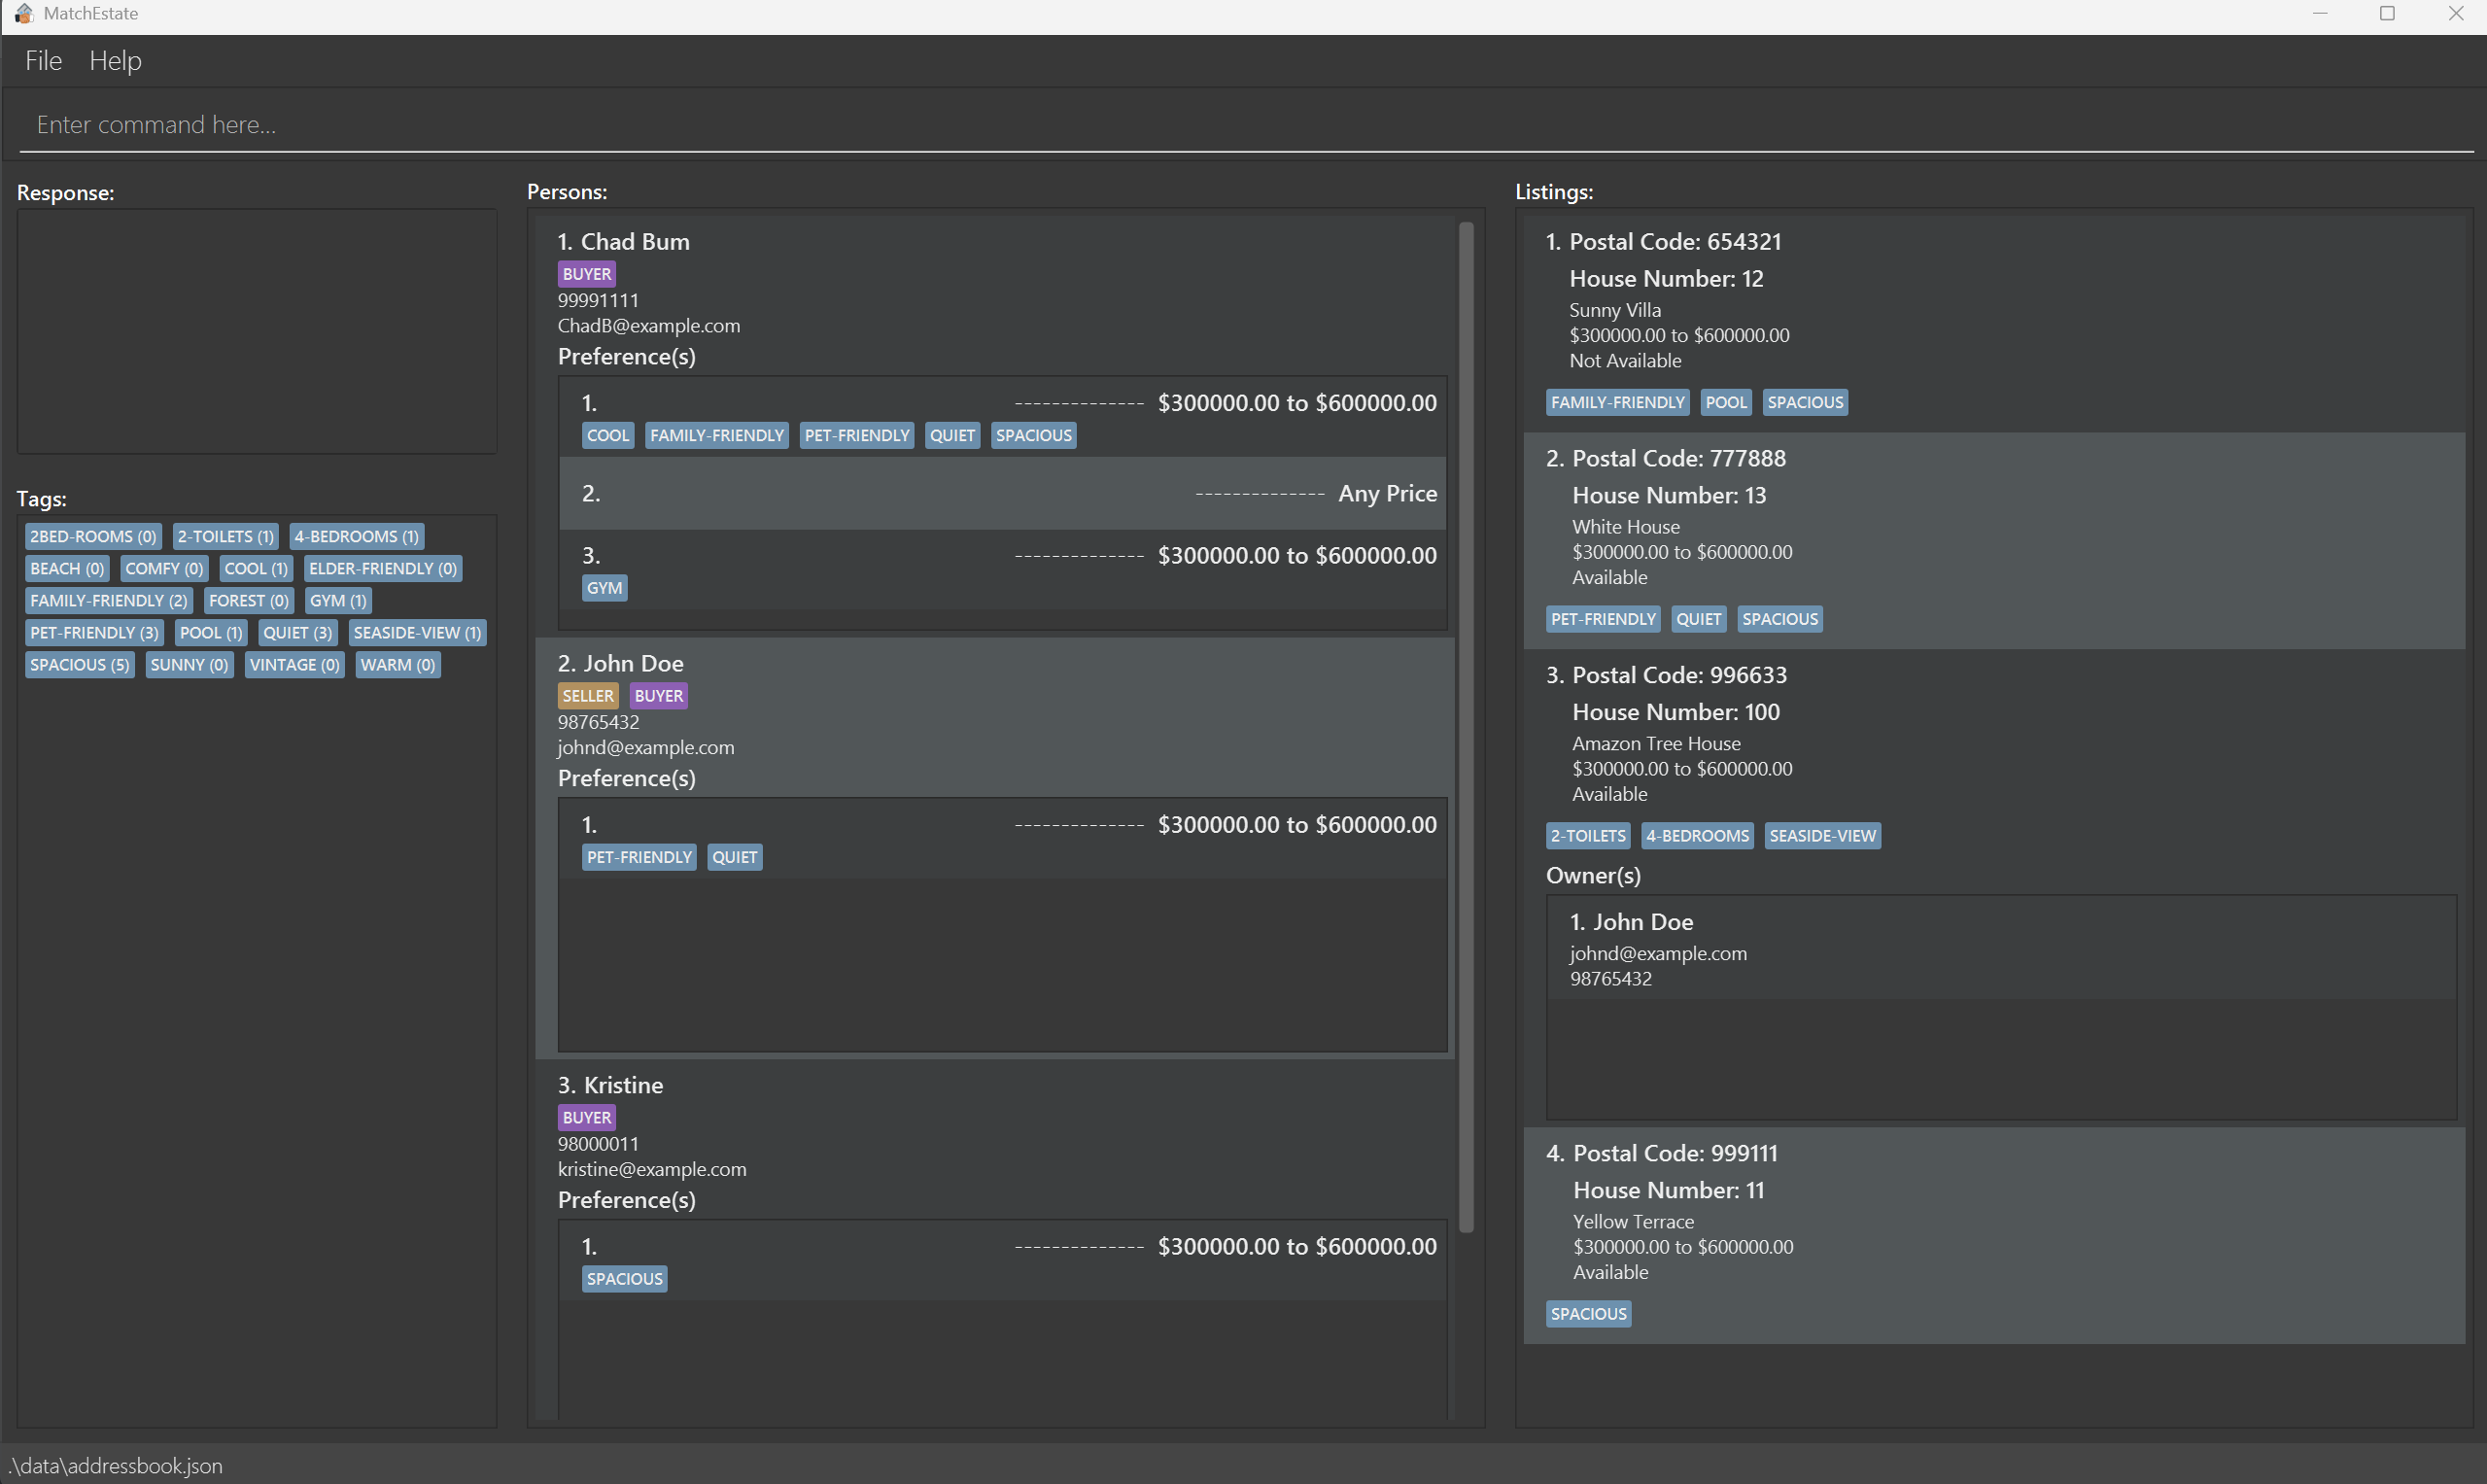 MatchEstate
File Help
Enter command here...
Response:
Tags:
2BED-ROOMS (0) 2-TOILETS (1) 4-BEDROOMS (1)
BEACH (0) COMFY (0) COOL (1) ELDER-FRIENDLY (0)
FAMILY-FRIENDLY (2) FOREST (0) GYM (1)
PET-FRIENDLY (3) POOL (1) QUIET (3) SEASIDE-VIEW (1)
SPACIOUS (5) SUNNY (0) VINTAGE (0) WARM (0)
Persons:
1. Chad Bum
BUYER
99991111
ChadB@example.com
Preference(s)
1. -------------- $300000.00 to $600000.00
COOL FAMILY-FRIENDLY PET-FRIENDLY QUIET SPACIOUS
2. -------------- Any Price
3. -------------- $300000.00 to $600000.00
GYM
2. John Doe
SELLER BUYER
98765432
johnd@example.com
Preference(s)
1. -------------- $300000.00 to $600000.00
PET-FRIENDLY QUIET
3. Kristine
BUYER
98000011
kristine@example.com
Preference(s)
1. -------------- $300000.00 to $600000.00
SPACIOUS
Listings:
1. Postal Code: 654321
House Number: 12
Sunny Villa
$300000.00 to $600000.00
Not Available
FAMILY-FRIENDLY POOL SPACIOUS
2. Postal Code: 777888
House Number: 13
White House
$300000.00 to $600000.00
Available
PET-FRIENDLY QUIET SPACIOUS
3. Postal Code: 996633
House Number: 100
Amazon Tree House
$300000.00 to $600000.00
Available
2-TOILETS 4-BEDROOMS SEASIDE-VIEW
Owner(s)
1. John Doe
johnd@example.com
98765432
4. Postal Code: 999111
House Number: 11
Yellow Terrace
$300000.00 to $600000.00
Available
SPACIOUS
.\data\addressbook.json